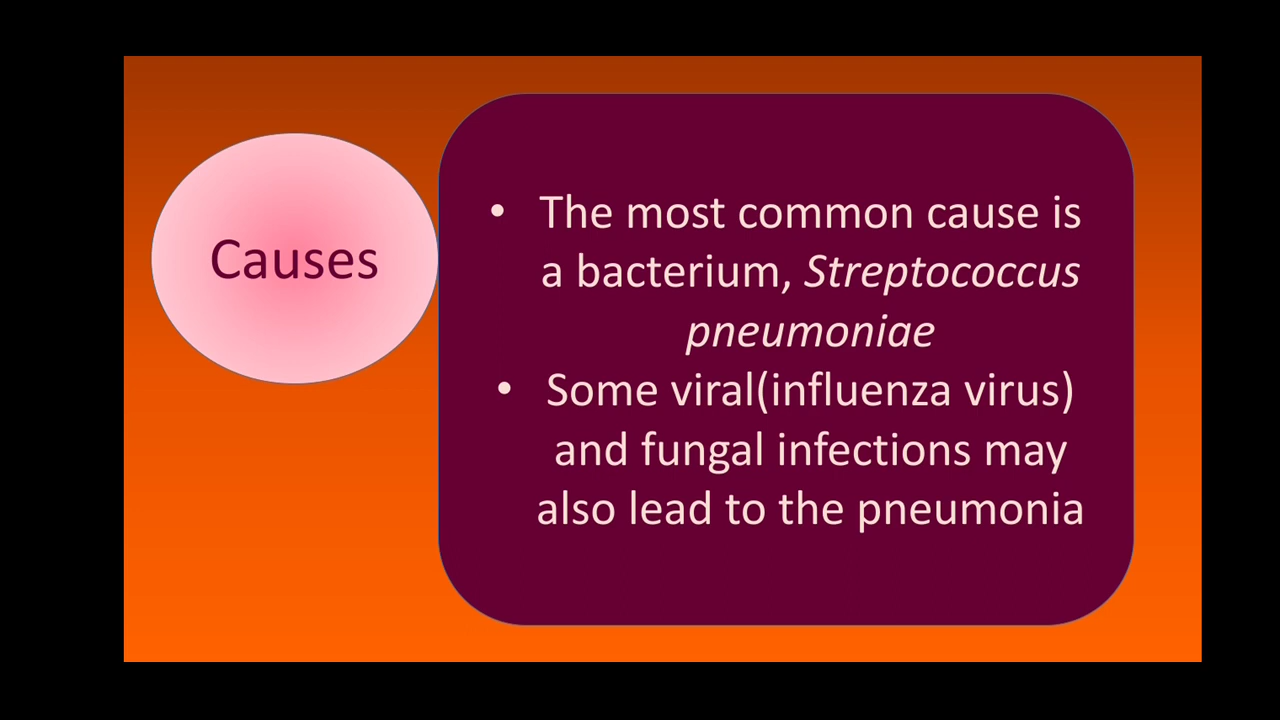 Causes
• The most common cause is
a bacterium, Streptococcus
pneumoniae
• Some viral(influenza virus)
and fungal infections may
also lead to the pneumonia